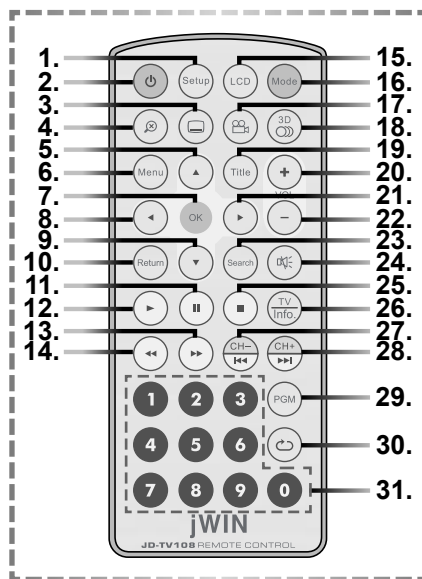 1.
2.
3.
4.
5.
6.
7.
8.
9.
10.
11.
12.
13.
14.
15.
16.
17.
18.
19.
20.
21.
22.
23.
24.
25.
26.
27.
28.
29.
30.
31.
Setup LCD Mode
3D
Menu Title
VOL
OK
Return Search
TV
Info.
CH− CH+
1 2 3 PGM
4 5 6
7 8 9 0
jWIN
JD-TV108 REMOTE CONTROL